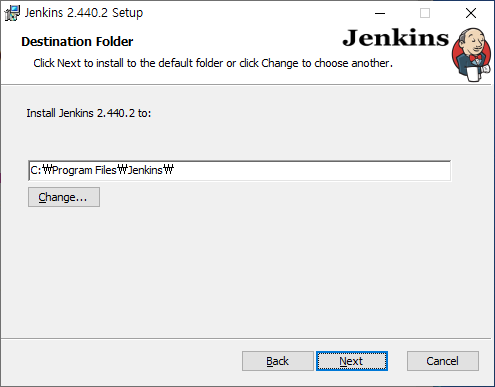 Jenkins 2.440.2 Setup
Destination Folder
Jenkins
Click Next to install to the default folder or click Change to choose another.
Install Jenkins 2.440.2 to:
C:₩Program Files₩Jenkins₩
Change...
Back
Next
Cancel